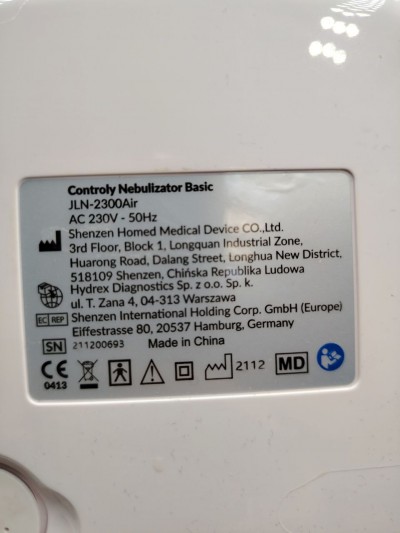 Controly Nebulizator Basic
JLN-2300Air
AC 230V - 50Hz
Shenzen Homed Medical Device CO.,Ltd.
3rd Floor, Block 1, Longquan Industrial Zone,
Huarong Road, Dalang Street, Longhua New District,
518109 Shenzen, Chińska Republika Ludowa
Hydrex Diagnostics Sp. z o.o. Sp. k.
ul. T. Zana 4, 04-313 Warszawa
EC REP Shenzen International Holding Corp. GmbH (Europe)
Eiffestrasse 80, 20537 Hamburg, Germany
SN 211200693 Made in China
CE 0413 2112 MD